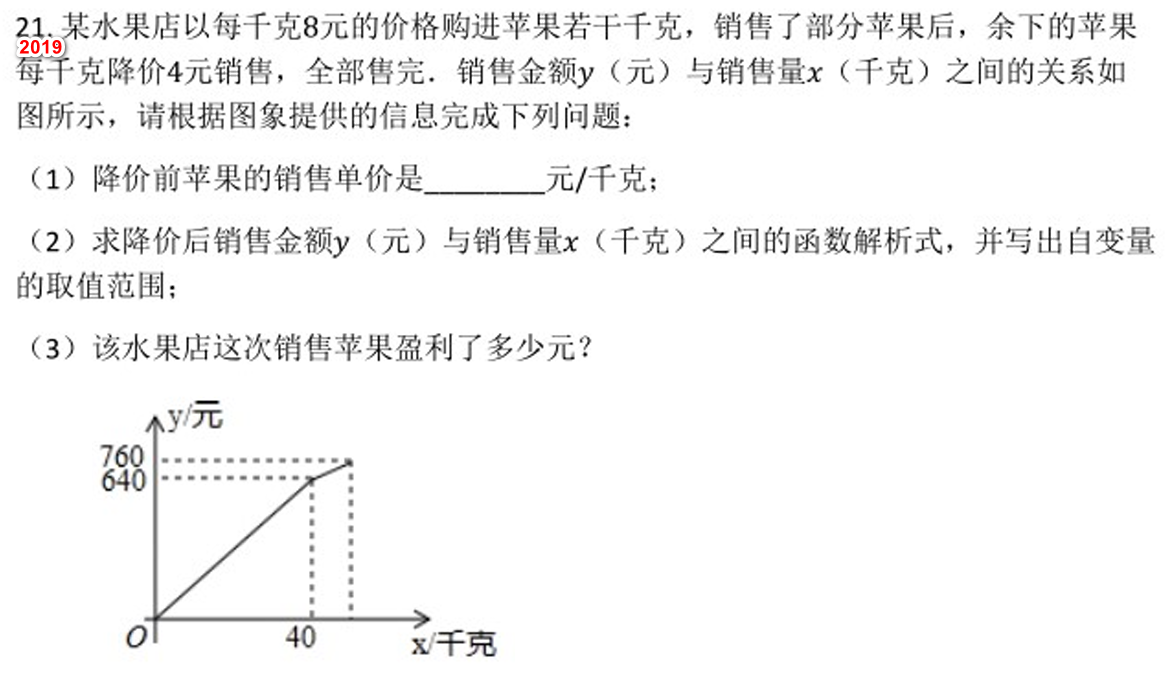 21. 某水果店以每千克8元的价格购进苹果若干千克，销售了部分苹果后，余下的苹果
2019
每千克降价4元销售，全部售完．销售金额y（元）与销售量x（千克）之间的关系如
图所示，请根据图象提供的信息完成下列问题：
（1）降价前苹果的销售单价是________元/千克；
（2）求降价后销售金额y（元）与销售量x（千克）之间的函数解析式，并写出自变量
的取值范围；
（3）该水果店这次销售苹果盈利了多少元？
y/元
760
640
O
40
x/千克